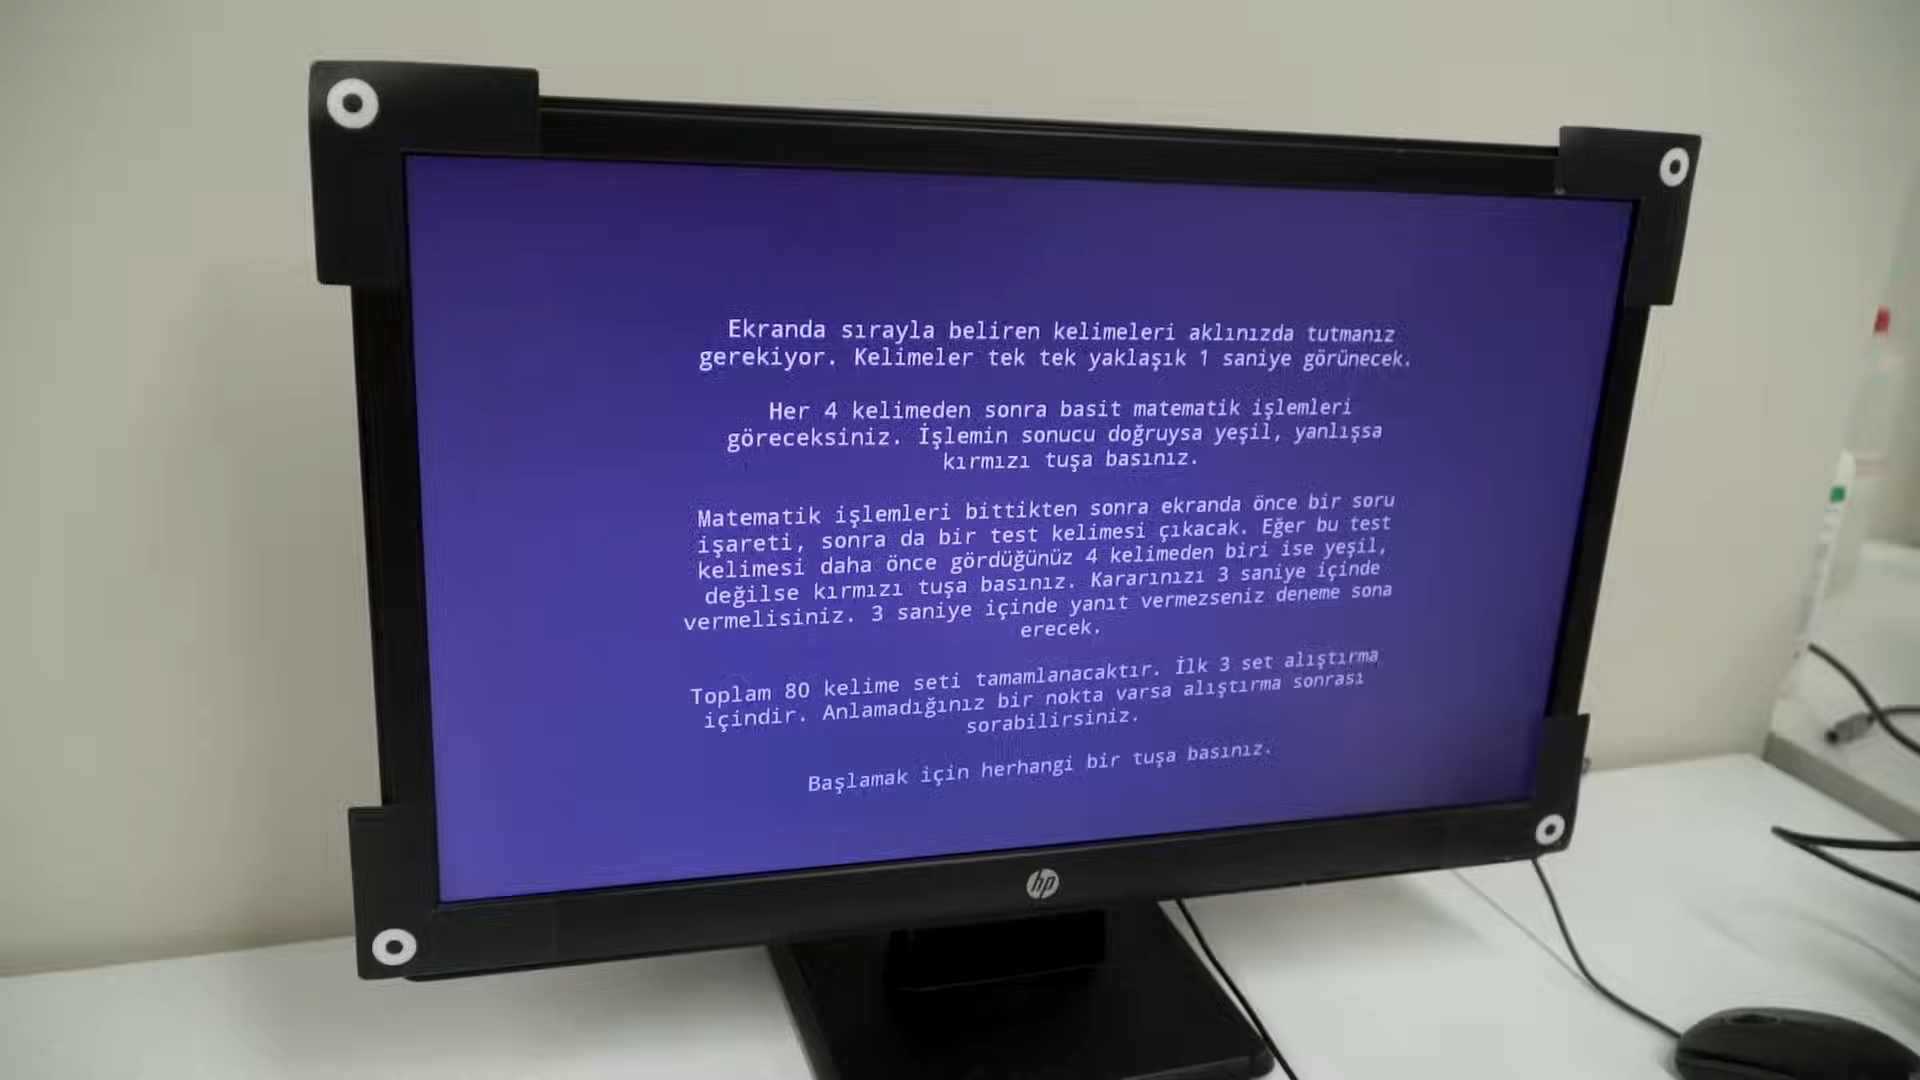 Ekranda sırayla beliren kelimeleri aklınızda tutmanız
gerekiyor. Kelimeler tek tek yaklaşık 1 saniye görünecek.
Her 4 kelimeden sonra basit matematik işlemleri
göreceksiniz. İşlemin sonucu doğruysa yeşil, yanlışsa
kırmızı tuşa basınız.
Matematik işlemleri bittikten sonra ekranda önce bir soru
işareti, sonra da bir test kelimesi çıkacak. Eğer bu test
kelimesi daha önce gördüğünüz 4 kelimeden biri ise yeşil,
değilse kırmızı tuşa basınız. Kararınızı 3 saniye içinde
vermelisiniz. 3 saniye içinde yanıt vermezseniz deneme sona
erecek.
Toplam 80 kelime seti tamamlanacaktır. İlk 3 set alıştırma
içindir. Anlamadığınız bir nokta varsa alıştırma sonrası
sorabilirsiniz.
Başlamak için herhangi bir tuşa basınız.
hp